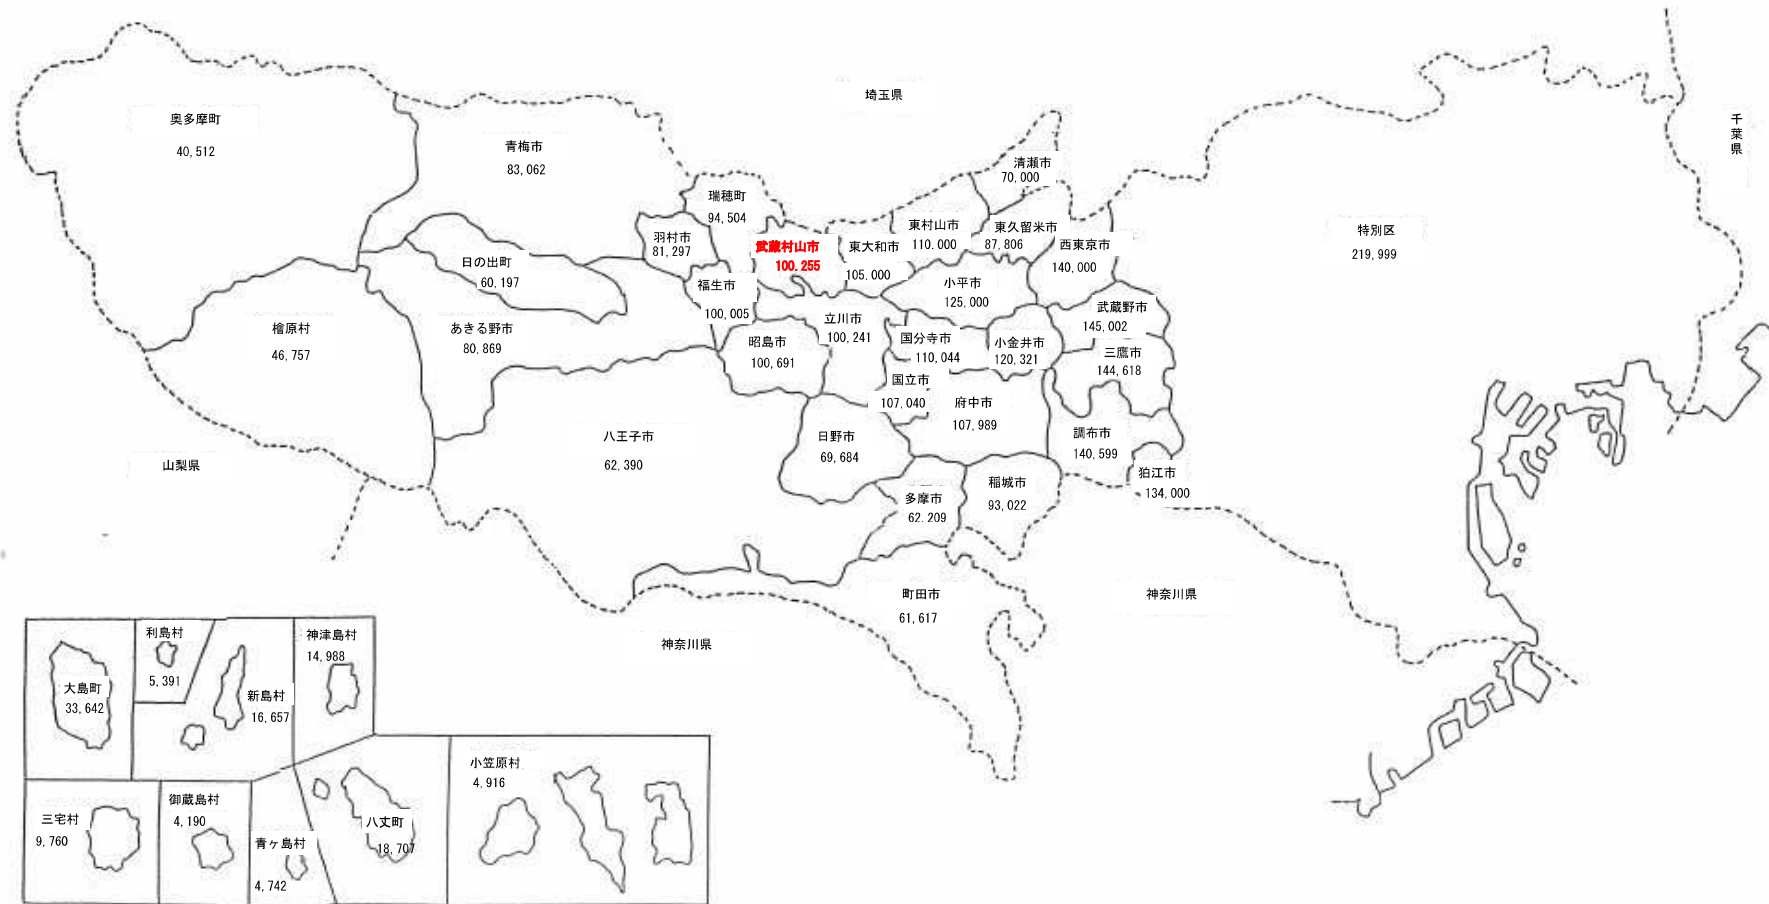 埼玉県
千葉県
奥多摩町
40,512
青梅市
83,062
清瀬市
70,000
瑞穂町
94,504
羽村市
81,297
武蔵村山市
100.255
東大和市
105,000
東村山市
110.000
東久留米市
87,806
西東京市
140,000
特別区
219,999
日の出町
60,197
福生市
100,005
小平市
125,000
武蔵野市
145,002
檜原村
46,757
あきる野市
80,869
昭島市
100,691
立川市
100,241
国分寺市
110,044
小金井市
120,321
三鷹市
144,618
国立市
107,040
府中市
107,989
八王子市
62,390
日野市
69,684
調布市
140,599
狛江市
134,000
山梨県
多摩市
62.209
稲城市
93,022
町田市
61,617
神奈川県
神奈川県
利島村
5,391
神津島村
14,988
大島町
33,642
新島村
16,657
小笠原村
4,916
三宅村
9,760
御蔵島村
4,190
青ヶ島村
4,742
八丈町
18,707